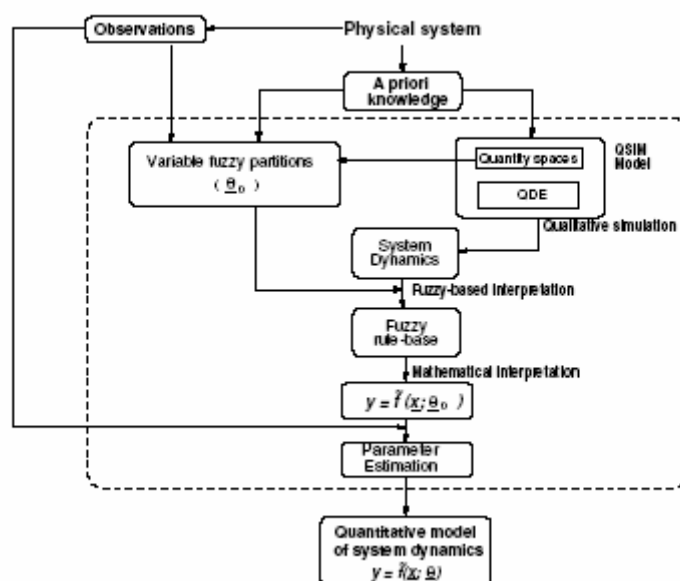 Observations
Physical system
A priori
knowledge
Variable fuzzy partitions
( θ₀ )
Quantity spaces
QDE
QSIM
Model
Qualitative simulation
System
Dynamics
Fuzzy-based Interpretation
Fuzzy
rule-base
Mathematical Interpretation
y = f̃ (x; θ₀ )
Parameter
Estimation
Quantitative model
of system dynamics
y = f̃(x; θ)